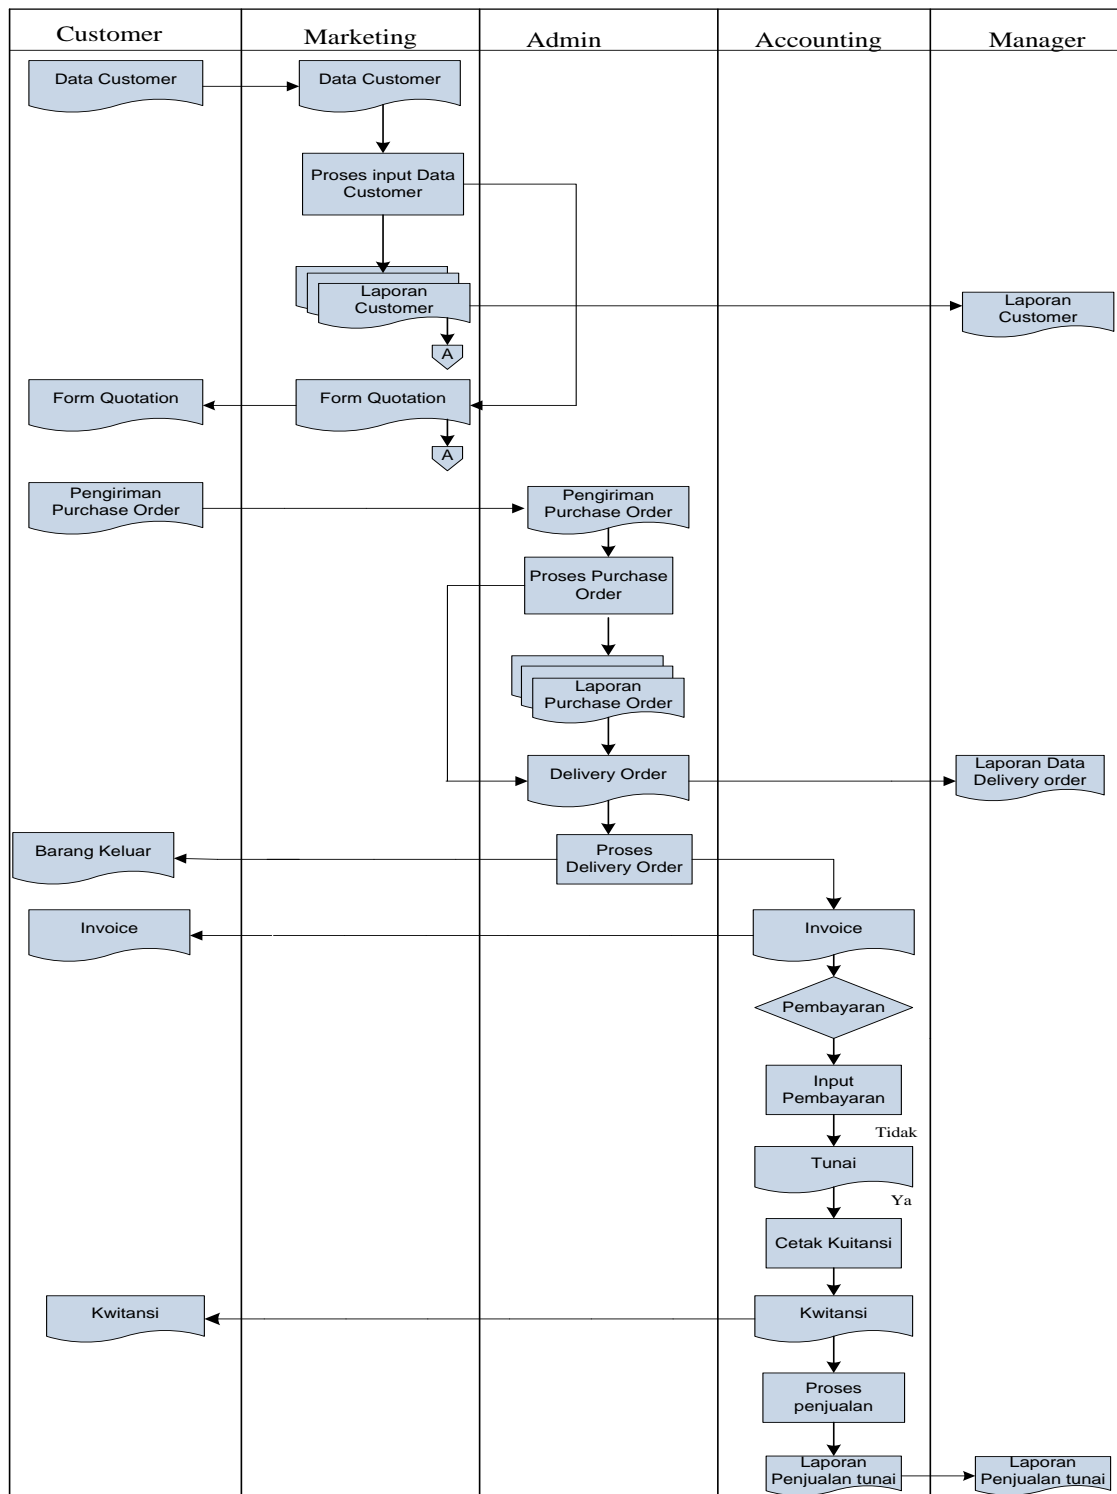 Customer
Marketing
Admin
Accounting
Manager
Data Customer
Data Customer
Proses input Data
Customer
Laporan
Customer
Laporan
Customer
A
Form Quotation
Form Quotation
A
Pengiriman
Purchase Order
Pengiriman
Purchase Order
Proses Purchase
Order
Laporan
Purchase Order
Delivery Order
Laporan Data
Delivery order
Barang Keluar
Proses
Delivery Order
Invoice
Invoice
Pembayaran
Input
Pembayaran
Tidak
Tunai
Ya
Cetak Kuitansi
Kwitansi
Kwitansi
Proses
penjualan
Laporan
Penjualan tunai
Laporan
Penjualan tunai